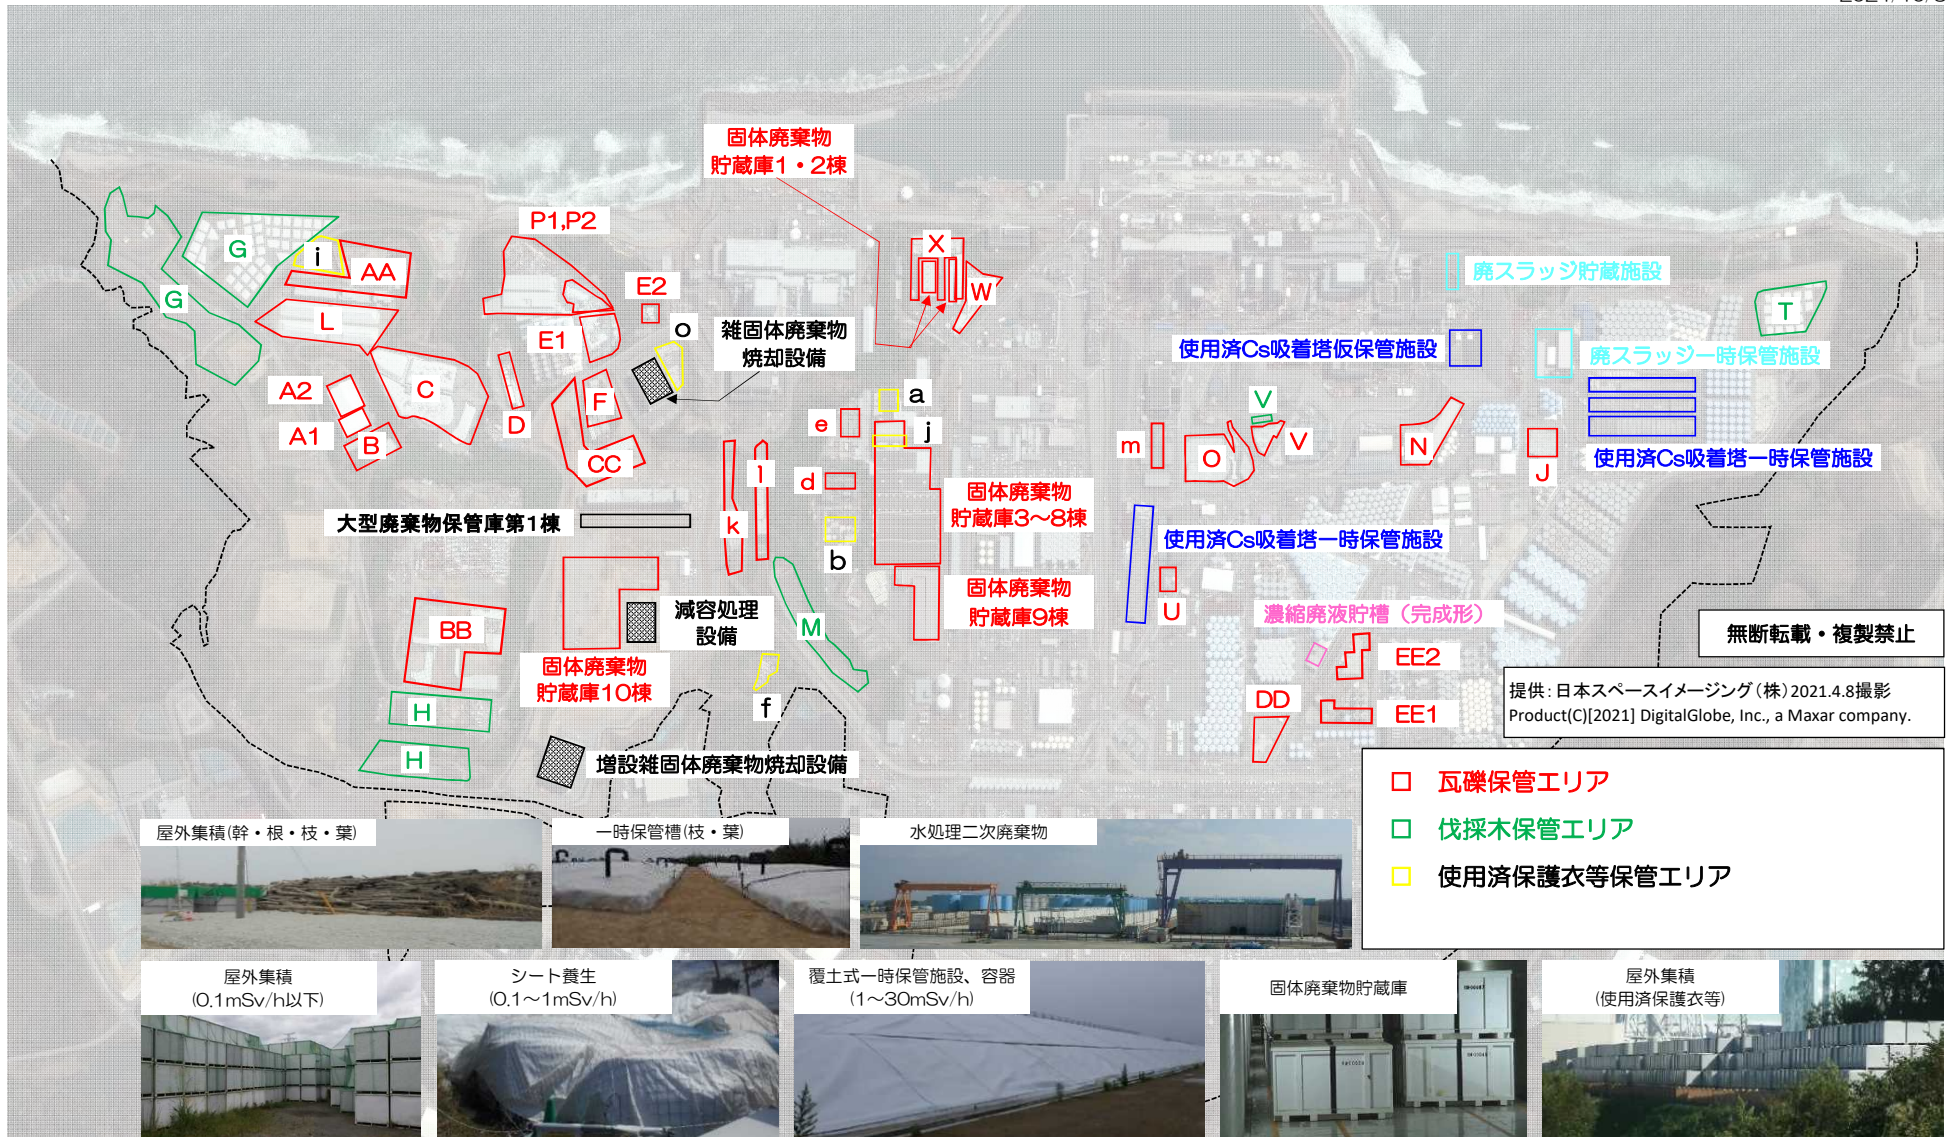 固体廃棄物
貯蔵庫1・2棟
P1,P2
X
G
i
AA
W
廃スラッジ貯蔵施設
E2
G
L
T
E1
o
雑固体廃棄物
焼却設備
使用済Cs吸着塔仮保管施設
廃スラッジ一時保管施設
A2
C
F
a
V
A1
B
D
e
j
m
O
V
N
J
CC
l
d
使用済Cs吸着塔一時保管施設
固体廃棄物
貯蔵庫3～8棟
大型廃棄物保管庫第1棟
k
b
使用済Cs吸着塔一時保管施設
固体廃棄物
貯蔵庫9棟
U
減容処理
設備
M
濃縮廃液貯槽（完成形）
BB
無断転載・複製禁止
固体廃棄物
貯蔵庫10棟
EE2
提供：日本スペースイメージング（株）2021.4.8撮影
Product(C)[2021] DigitalGlobe, Inc., a Maxar company.
H
f
DD
EE1
H
増設雑固体廃棄物焼却設備
瓦礫保管エリア
伐採木保管エリア
使用済保護衣等保管エリア
屋外集積(幹・根・枝・葉)
一時保管槽(枝・葉)
水処理二次廃棄物
屋外集積
(0.1mSv/h以下)
シート養生
(0.1～1mSv/h)
覆土式一時保管施設、容器
(1～30mSv/h)
固体廃棄物貯蔵庫
屋外集積
(使用済保護衣等)